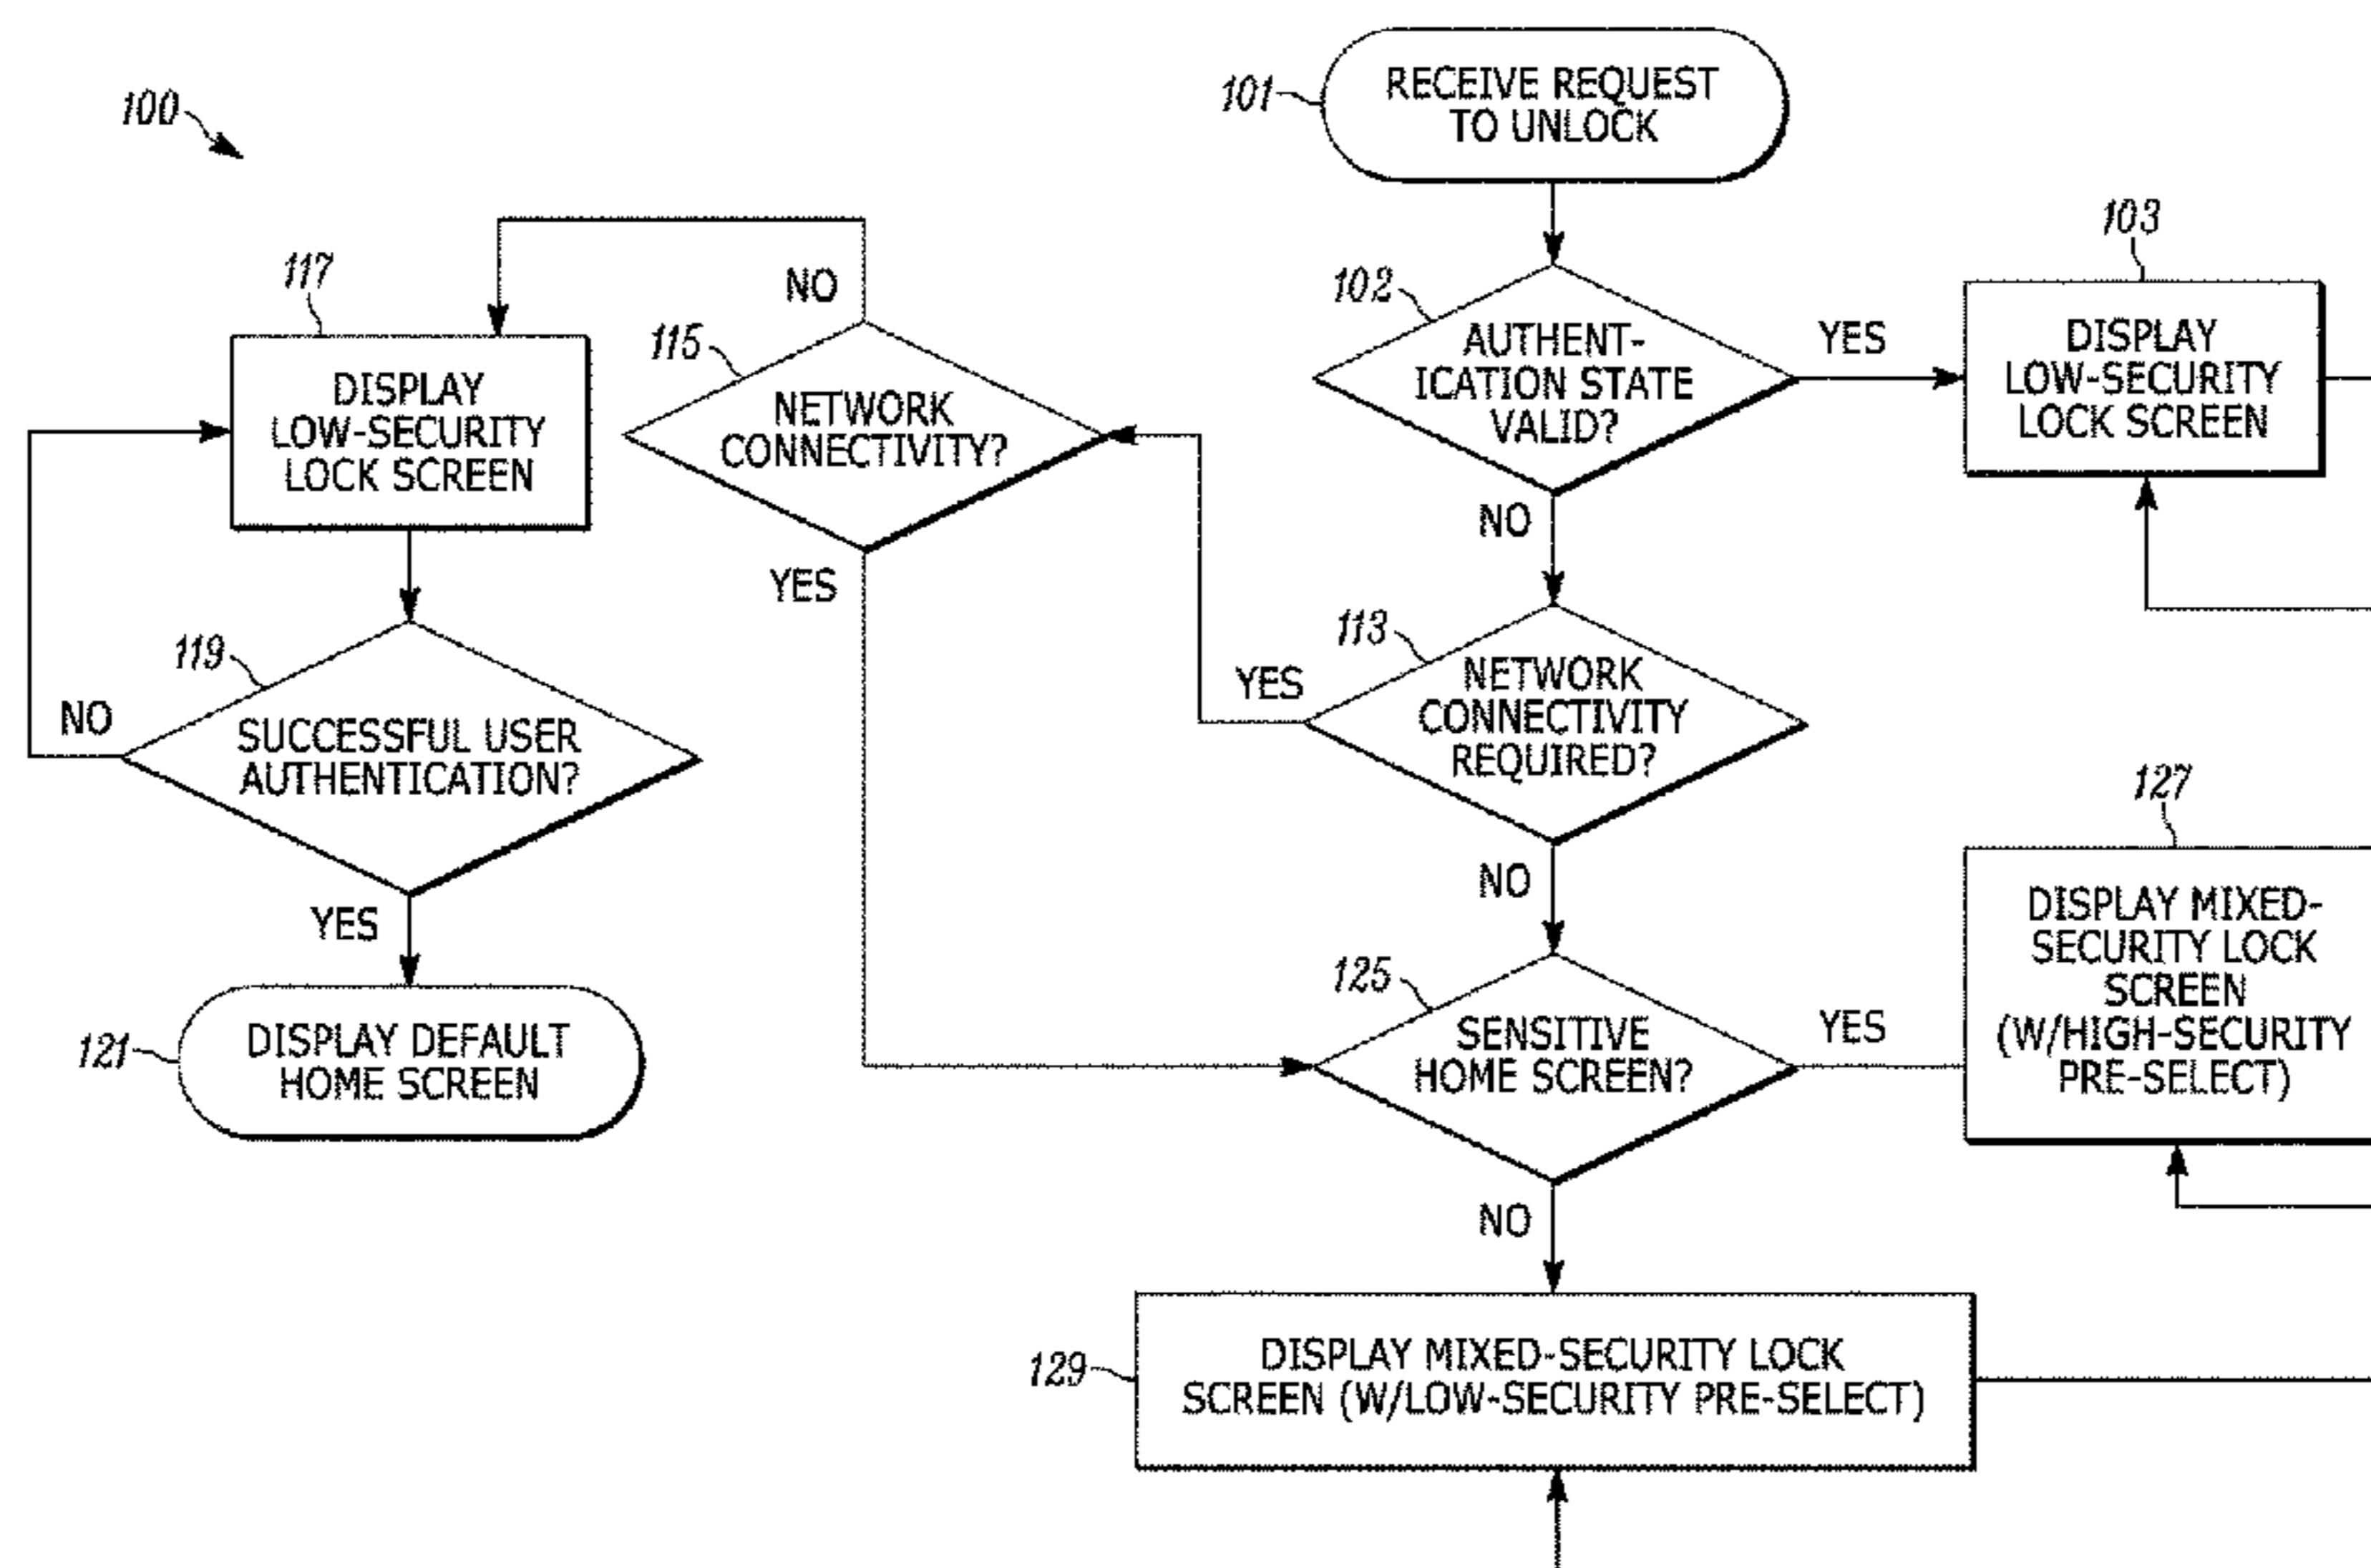 100
101
RECEIVE REQUEST
TO UNLOCK
102
AUTHENT-
ICATION STATE
VALID?
YES
NO
103
DISPLAY
LOW-SECURITY
LOCK SCREEN
113
NETWORK
CONNECTIVITY
REQUIRED?
YES
NO
115
NETWORK
CONNECTIVITY?
NO
YES
117
DISPLAY
LOW-SECURITY
LOCK SCREEN
119
SUCCESSFUL USER
AUTHENTICATION?
NO
YES
121
DISPLAY DEFAULT
HOME SCREEN
125
SENSITIVE
HOME SCREEN?
YES
NO
127
DISPLAY MIXED-
SECURITY LOCK
SCREEN
(W/HIGH-SECURITY
PRE-SELECT)
129
DISPLAY MIXED-SECURITY LOCK
SCREEN (W/LOW-SECURITY PRE-SELECT)